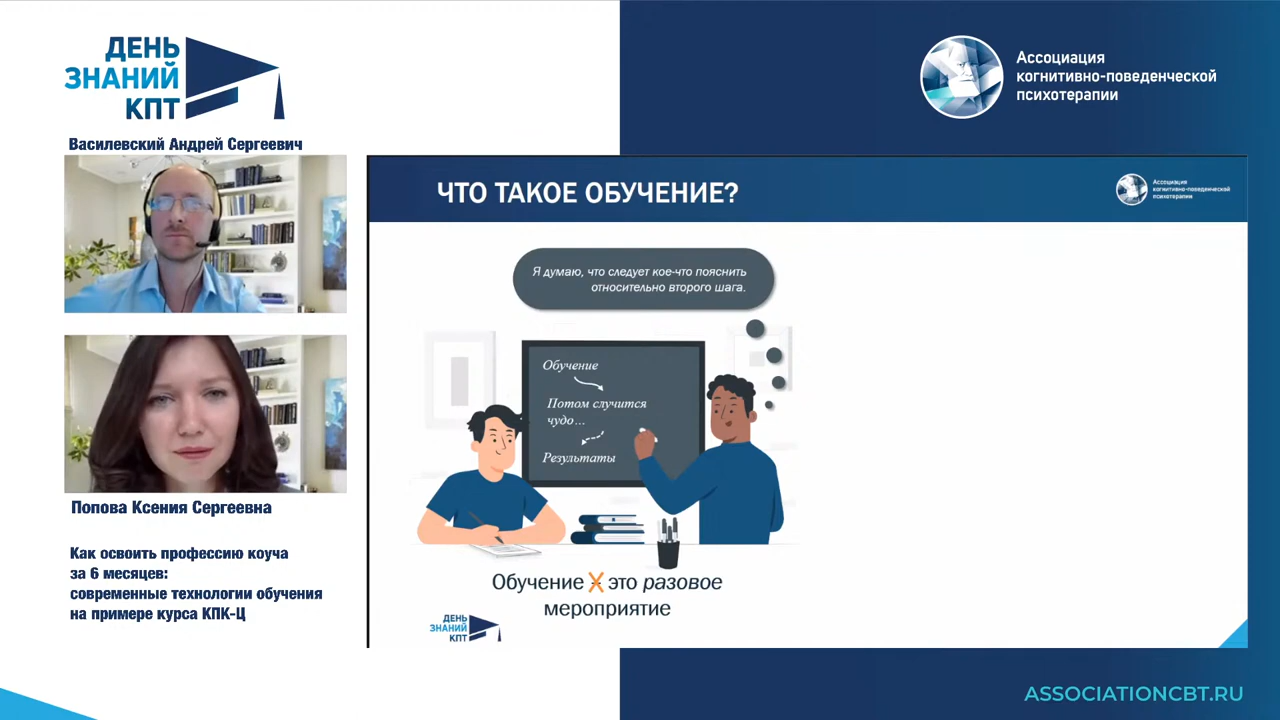 ДЕНЬ
ЗНАНИЙ
КПТ
Ассоциация
когнитивно-поведенческой
психотерапии
Василевский Андрей Сергеевич
Попова Ксения Сергеевна
Как освоить профессию коуча
за 6 месяцев:
современные технологии обучения
на примере курса КПК-Ц
ЧТО ТАКОЕ ОБУЧЕНИЕ?
Ассоциация
когнитивно-поведенческой
психотерапии
Я думаю, что следует кое-что пояснить
относительно второго шага.
Обучение
Потом случится
чудо...
Результаты
Обучение – это разовое
мероприятие
ДЕНЬ
ЗНАНИЙ
КПТ
ASSOCIATIONCBT.RU